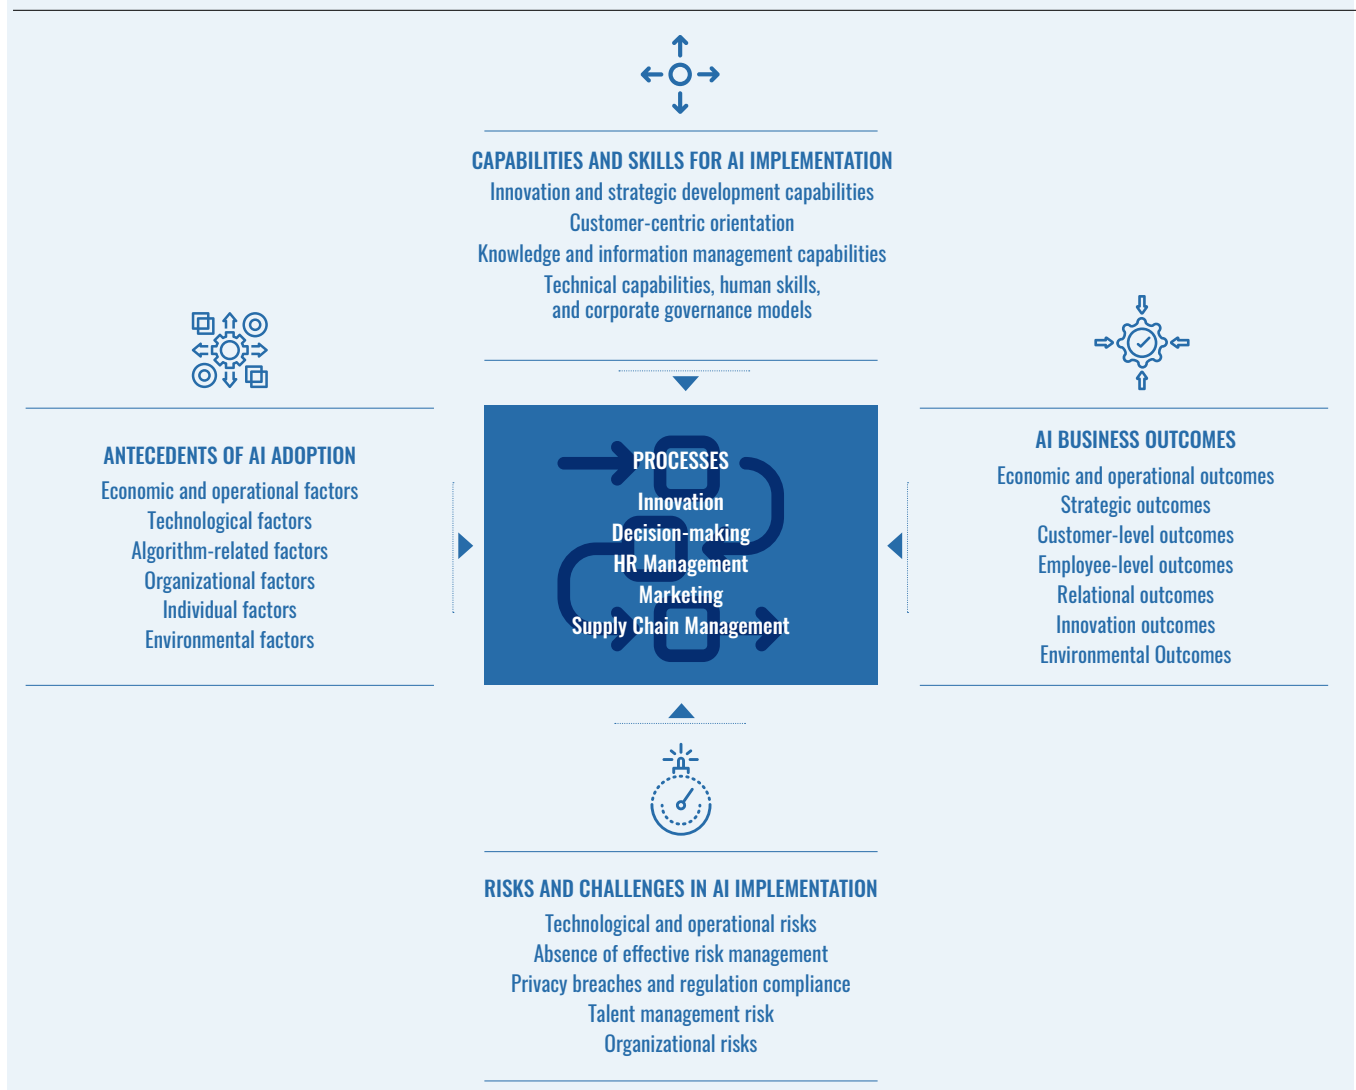 CAPABILITIES AND SKILLS FOR AI IMPLEMENTATION
Innovation and strategic development capabilities
Customer-centric orientation
Knowledge and information management capabilities
Technical capabilities, human skills,
and corporate governance models
ANTECEDENTS OF AI ADOPTION
Economic and operational factors
Technological factors
Algorithm-related factors
Organizational factors
Individual factors
Environmental factors
PROCESSES
Innovation
Decision-making
HR Management
Marketing
Supply Chain Management
AI BUSINESS OUTCOMES
Economic and operational outcomes
Strategic outcomes
Customer-level outcomes
Employee-level outcomes
Relational outcomes
Innovation outcomes
Environmental Outcomes
RISKS AND CHALLENGES IN AI IMPLEMENTATION
Technological and operational risks
Absence of effective risk management
Privacy breaches and regulation compliance
Talent management risk
Organizational risks